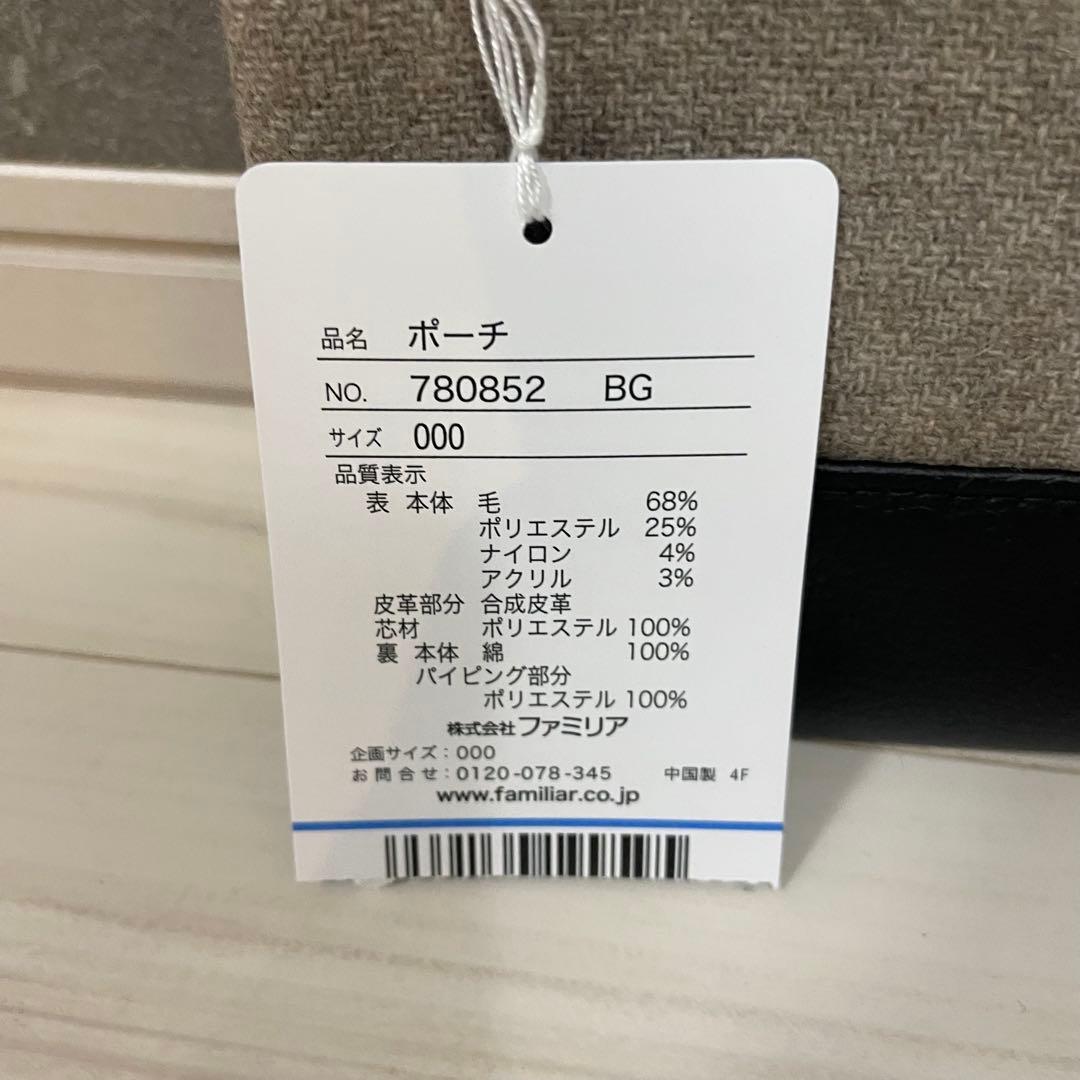 品名 ポーチ
NO. 780852 BG
サイズ 000
品質表示
表 本体 毛 68%
ポリエステル 25%
ナイロン 4%
アクリル 3%
皮革部分 合成皮革
芯材 ポリエステル 100%
裏 本体 綿 100%
パイピング部分
ポリエステル 100%
株式会社ファミリア
企画サイズ：000
お問合せ：0120-078-345 中国製 4F
www.familiar.co.jp